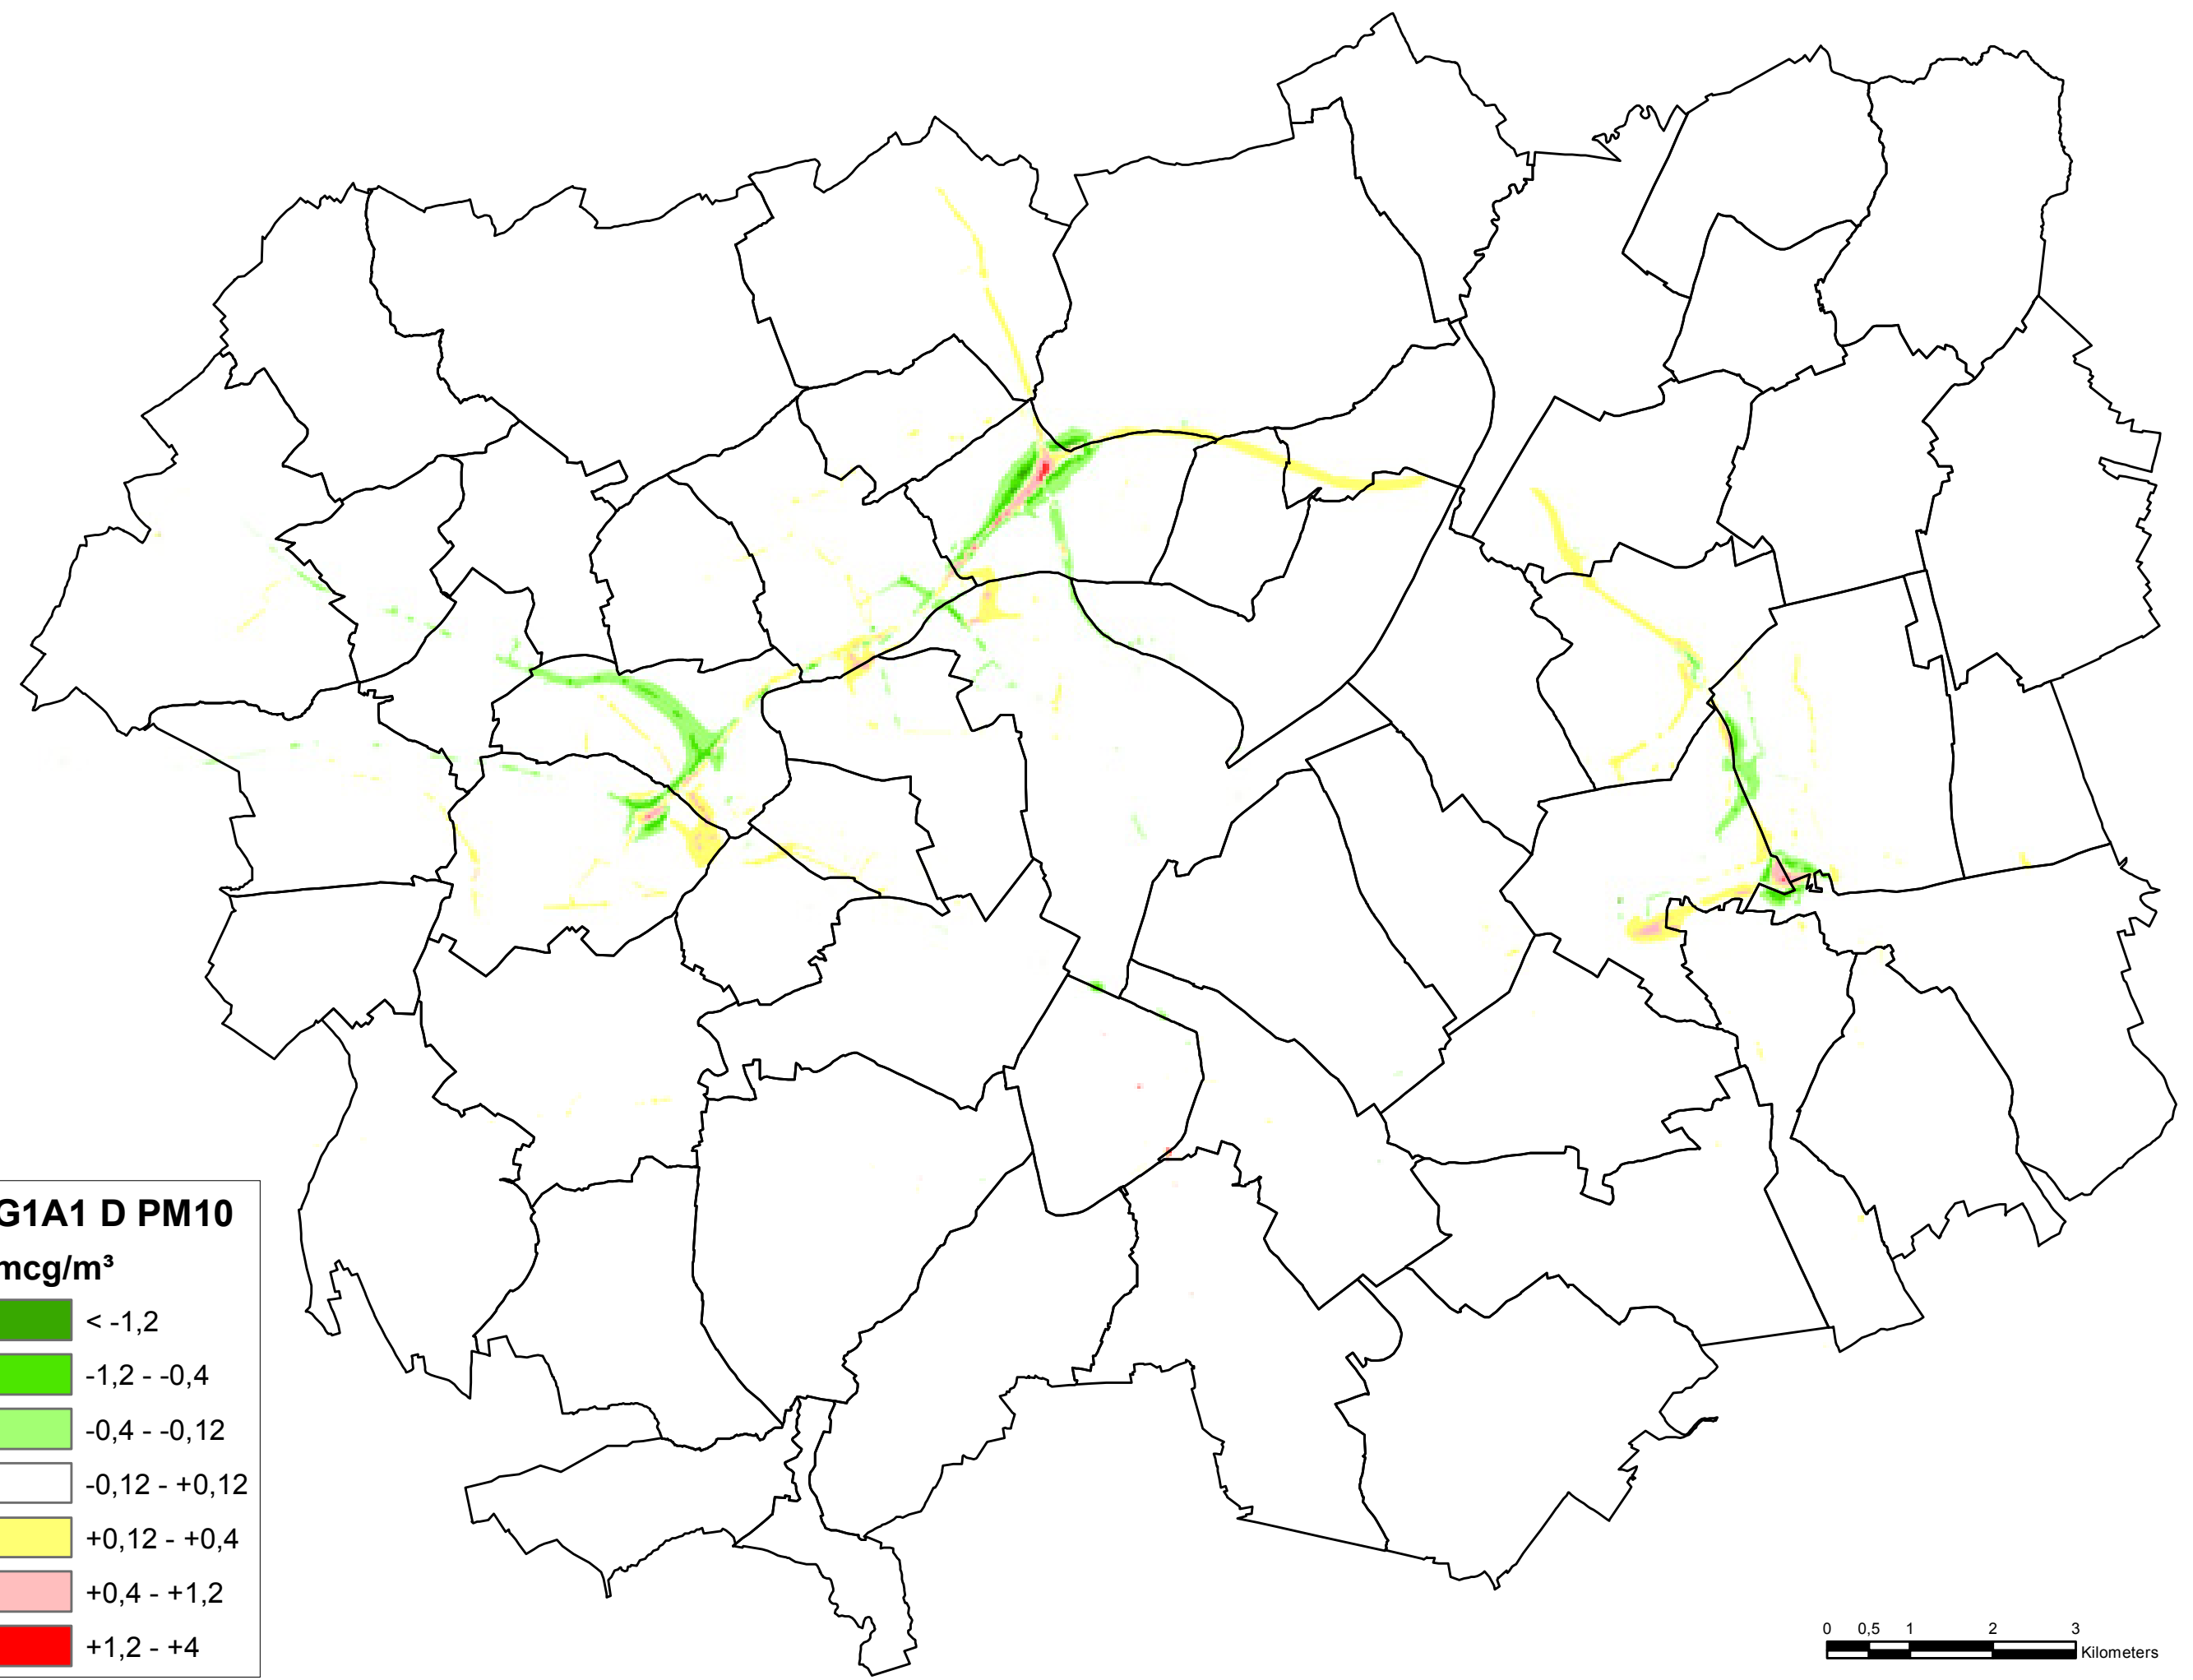 G1A1 D PM10
mcg/m³
< -1,2
-1,2 - -0,4
-0,4 - -0,12
-0,12 - +0,12
+0,12 - +0,4
+0,4 - +1,2
+1,2 - +4
0 0,5 1 2 3
Kilometers